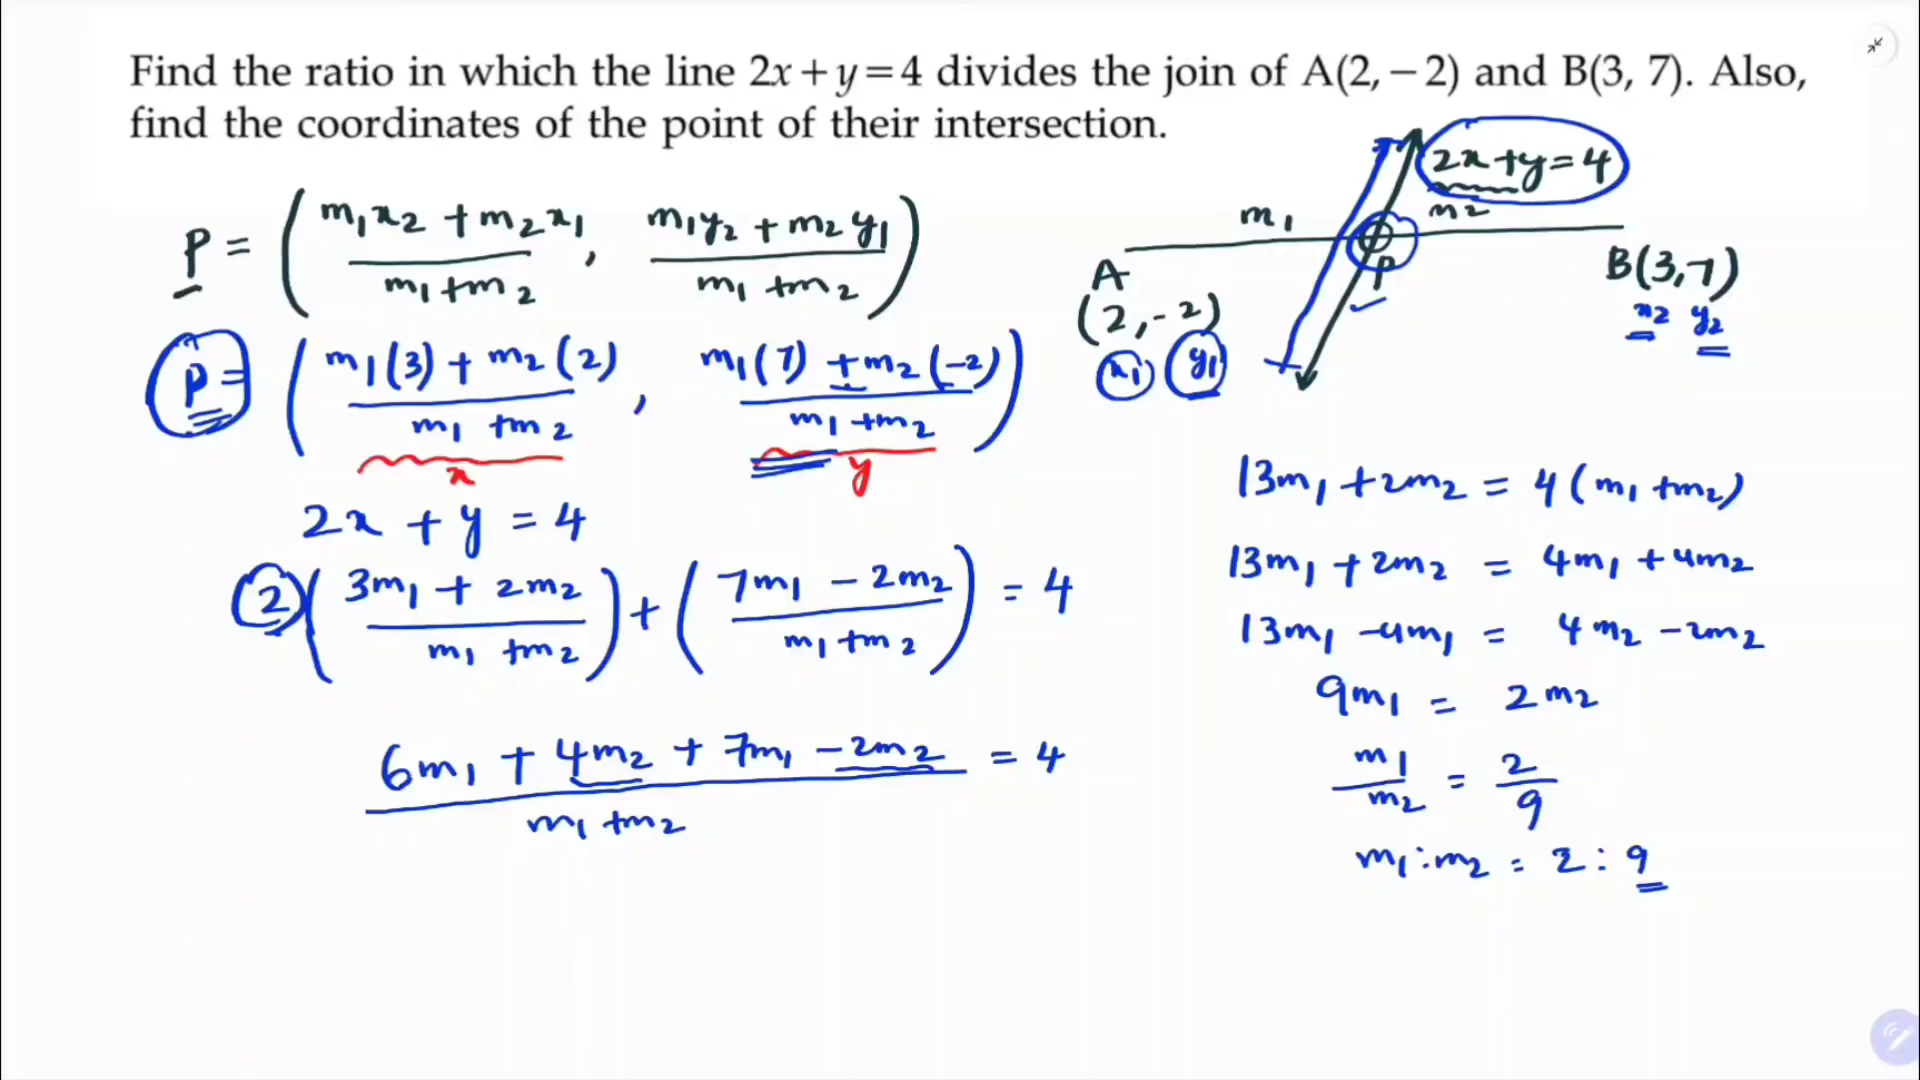 Find the ratio in which the line 2x+y=4 divides the join of A(2,−2) and B(3, 7). Also,
find the coordinates of the point of their intersection.
P = ( (m₁x₂ + m₂x₁)/(m₁+m₂) , (m₁y₂ + m₂y₁)/(m₁+m₂) )
P = ( (m₁(3) + m₂(2))/(m₁+m₂) , (m₁(7) + m₂(-2))/(m₁+m₂) )
x y
2x + y = 4
2( (3m₁ + 2m₂)/(m₁+m₂) ) + ( (7m₁ − 2m₂)/(m₁+m₂) ) = 4
(6m₁ + 4m₂ + 7m₁ − 2m₂)/(m₁+m₂) = 4
2x+y=4
m₁ m₂
A P B(3,7)
(2,-2) x₂ y₂
x₁ y₁
13m₁ + 2m₂ = 4(m₁+m₂)
13m₁ + 2m₂ = 4m₁ + 4m₂
13m₁ − 4m₁ = 4m₂ − 2m₂
9m₁ = 2m₂
m₁/m₂ = 2/9
m₁:m₂ = 2:9